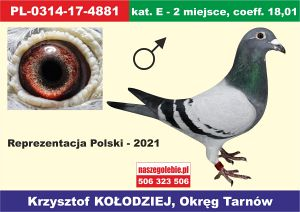 PL-0314-17-4881
kat. E - 2 miejsce, coeff. 18,01
Reprezentacja Polski - 2021
naszegolebie.pl
506 323 506
Krzysztof KOŁODZIEJ, Okręg Tarnów